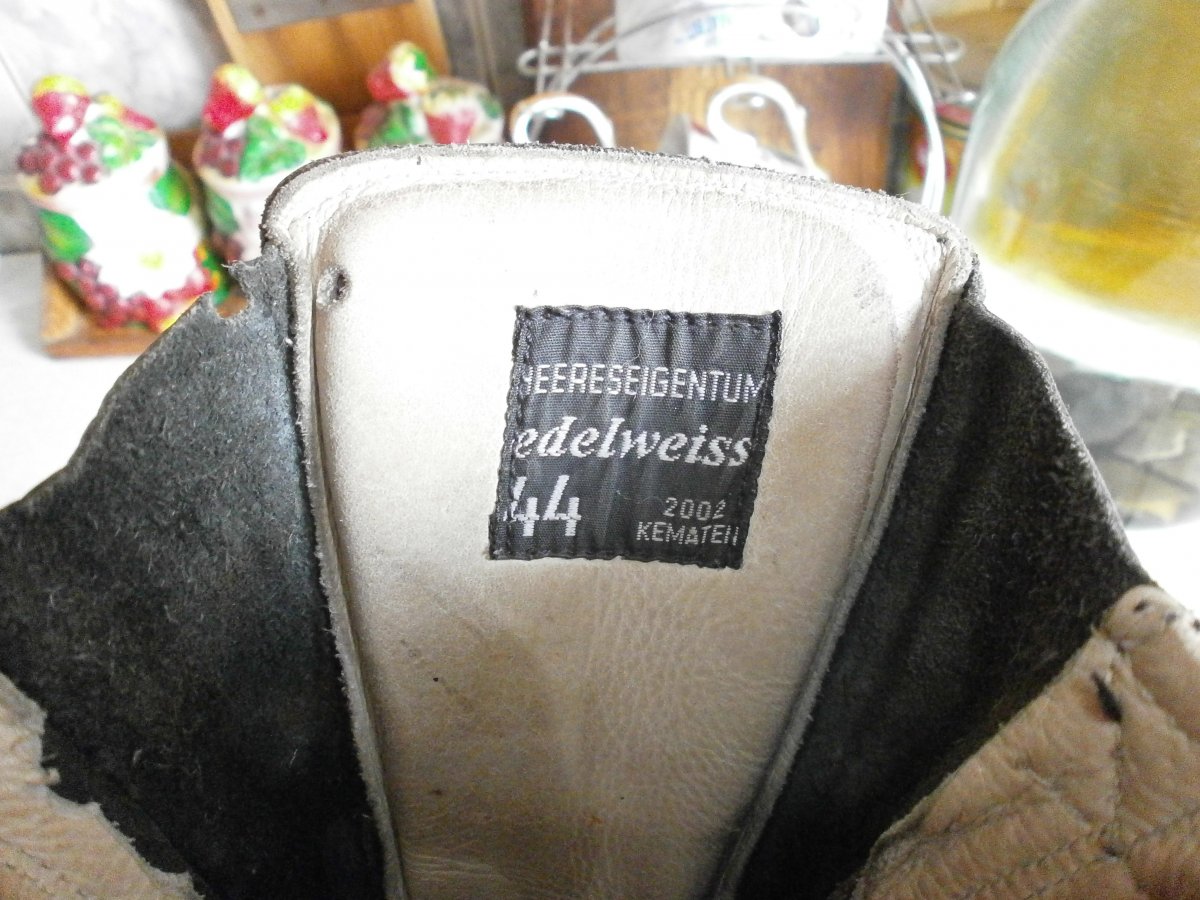 HEERESEIGENTUM
edelweiss
44
2002
KEMATEN